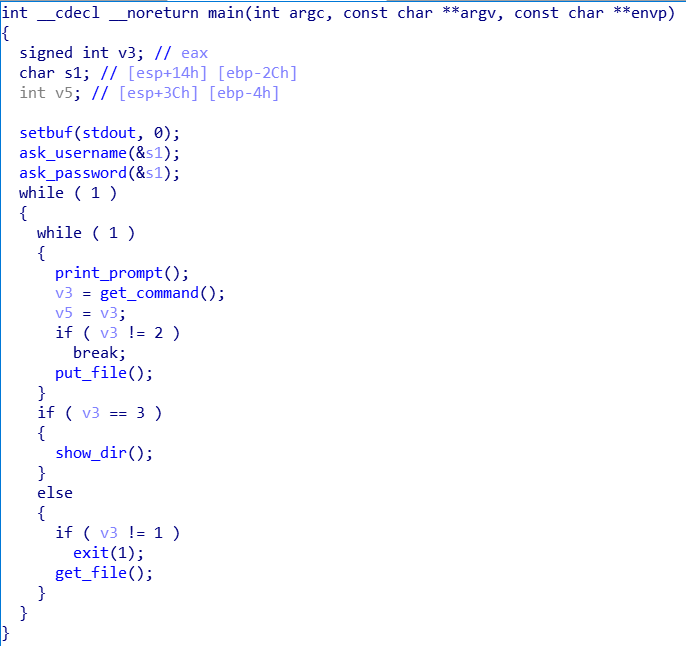 int __cdecl __noreturn main(int argc, const char **argv, const char **envp)
{
  signed int v3; // eax
  char s1; // [esp+14h] [ebp-2Ch]
  int v5; // [esp+3Ch] [ebp-4h]

  setbuf(stdout, 0);
  ask_username(&s1);
  ask_password(&s1);
  while ( 1 )
  {
    while ( 1 )
    {
      print_prompt();
      v3 = get_command();
      v5 = v3;
      if ( v3 != 2 )
        break;
      put_file();
    }
    if ( v3 == 3 )
    {
      show_dir();
    }
    else
    {
      if ( v3 != 1 )
        exit(1);
      get_file();
    }
  }
}